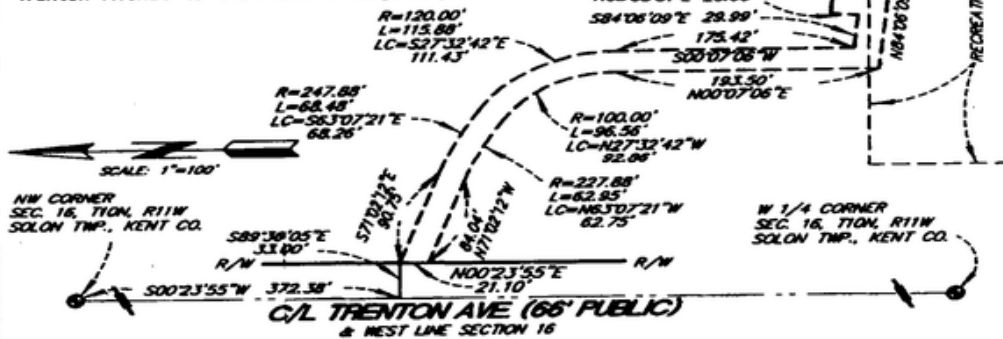 R=120.00'
L=115.88'
LC=S27°32'42"E
111.43'
S84°06'09"E 29.99'
175.42'
S00°07'06"W
193.50'
N00°07'06"E
N84°06'09
RECREATI
R=247.88'
L=68.48'
LC=S63°07'21"E
68.26'
R=100.00'
L=96.56'
LC=N27°32'42"W
92.86'
SCALE: 1"=100'
R=227.88'
L=62.95'
LC=N63°07'21"W
62.75'
S71°02'12"E
90.75'
84.04'
N71°02'12"W
NW CORNER
SEC. 16, T10N, R11W
SOLON TWP., KENT CO.
W 1/4 CORNER
SEC. 16, T10N, R11W
SOLON TWP., KENT CO.
S89°36'05"E
33.00'
R/W
N00°23'55"E
21.10'
R/W
S00°23'55"W 372.38'
C/L TRENTON AVE (66' PUBLIC)
& WEST LINE SECTION 16